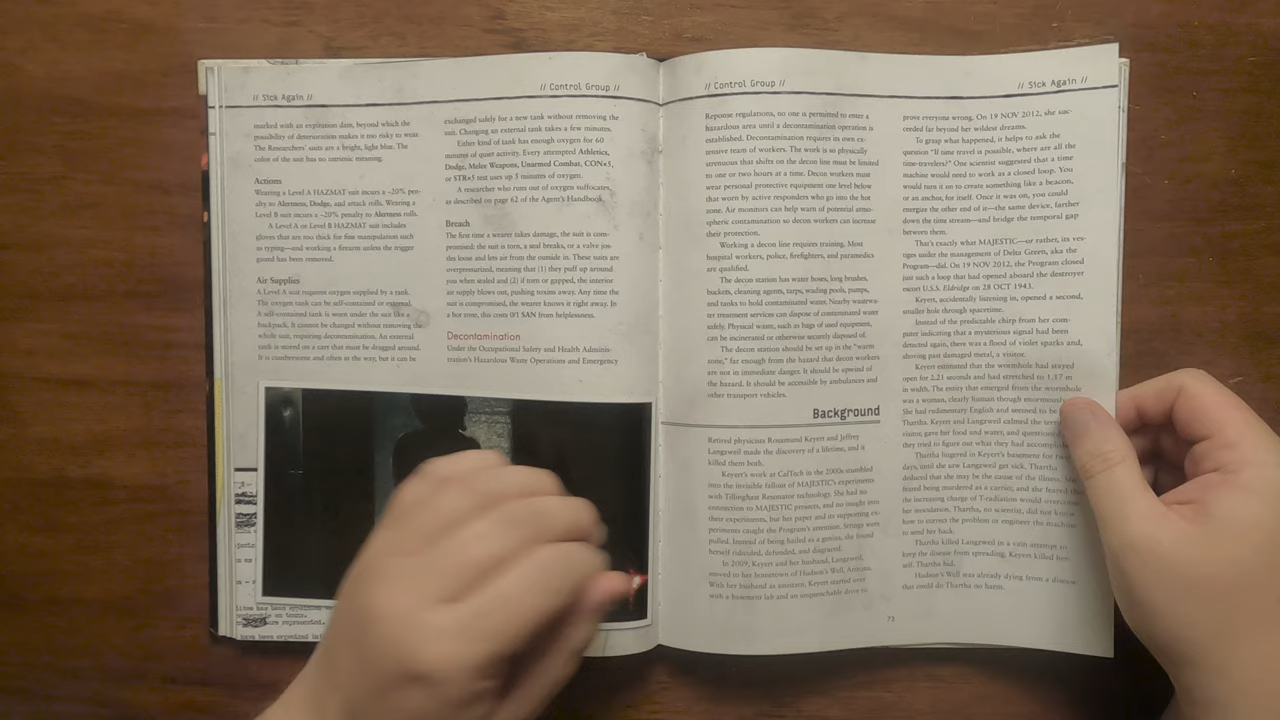 // Sick Again //
// Control Group //
marked with an expiration date, beyond which the
possibility of deterioration makes it too risky to wear.
The Researchers' suits are a bright, light blue. The
color of the suit has no intrinsic meaning.
Actions
Wearing a Level A HAZMAT suit incurs a −20% pen-
alty to Alertness, Dodge, and attack rolls. Wearing a
Level B suit incurs a −20% penalty to Alertness rolls.
A Level A or Level B HAZMAT suit includes
gloves that are too thick for fine manipulation such
as typing—and working a firearm unless the trigger
guard has been removed.
Air Supplies
A Level A suit requires oxygen supplied by a tank.
The oxygen tank can be self-contained or external.
A self-contained tank is worn under the suit like a
backpack. It cannot be changed without removing the
whole suit, requiring decontamination. An external
tank is stored on a cart that must be dragged around.
It is cumbersome and often in the way, but it can be
exchanged safely for a new tank without removing the
suit. Changing an external tank takes a few minutes.
Either kind of tank has enough oxygen for 60
minutes of quiet activity. Every attempted Athletics,
Dodge, Melee Weapons, Unarmed Combat, CON×5,
or STR×5 test uses up 5 minutes of oxygen.
A researcher who runs out of oxygen suffocates,
as described on page 62 of the Agent's Handbook.
Breach
The first time a wearer takes damage, the suit is com-
promised: the suit is torn, a seal breaks, or a valve jos-
tles loose and lets air from the outside in. These suits are
overpressurized, meaning that (1) they puff up around
you when sealed and (2) if torn or gapped, the interior
air supply blows out, pushing toxins away. Any time the
suit is compromised, the wearer knows it right away. In
a hot zone, this costs 0/1 SAN from helplessness.
Decontamination
Under the Occupational Safety and Health Adminis-
tration's Hazardous Waste Operations and Emergency
// Control Group //
// Sick Again //
Reponse regulations, no one is permitted to enter a
hazardous area until a decontamination operation is
established. Decontamination requires its own ex-
tensive team of workers. The work is so physically
strenuous that shifts on the decon line must be limited
to one or two hours at a time. Decon workers must
wear personal protective equipment one level below
that worn by active responders who go into the hot
zone. Air monitors can help warn of potential atmo-
spheric contamination so decon workers can increase
their protection.
Working a decon line requires training. Most
hospital workers, police, firefighters, and paramedics
are qualified.
The decon station has water hoses, long brushes,
buckets, cleaning agents, tarps, wading pools, pumps,
and tanks to hold contaminated water. Nearby wastewa-
ter treatment services can dispose of contaminated water
safely. Physical waste, such as bags of used equipment,
can be incinerated or otherwise securely disposed of.
The decon station should be set up in the "warm
zone," far enough from the hazard that decon workers
are not in immediate danger. It should be upwind of
the hazard. It should be accessible by ambulances and
other transport vehicles.
Background
Retired physicists Rosamund Keyert and Jeffrey
Langzweil made the discovery of a lifetime, and it
killed them both.
Keyert's work at CalTech in the 2000s stumbled
into the invisible fallout of MAJESTIC's experiments
with Tillinghast Resonator technology. She had no
connection to MAJESTIC projects, and no insight into
their experiments, but her paper and its supporting ex-
periments caught the Program's attention. Strings were
pulled. Instead of being hailed as a genius, she found
herself ridiculed, defunded, and disgraced.
In 2009, Keyert and her husband, Langzweil,
moved to her hometown of Hudson's Well, Arizona.
With her husband as assistant, Keyert started over
with a basement lab and an unquenchable drive to
prove everyone wrong. On 19 NOV 2012, she suc-
ceeded far beyond her wildest dreams.
To grasp what happened, it helps to ask the
question "If time travel is possible, where are all the
time-travelers?" One scientist suggested that a time
machine would need to work as a closed loop. You
would turn it on to create something like a beacon,
or an anchor, for itself. Once it was on, you could
energize the other end of it—the same device, farther
down the time stream—and bridge the temporal gap
between them.
That's exactly what MAJESTIC—or rather, its ves-
tiges under the management of Delta Green, aka the
Program—did. On 19 NOV 2012, the Program closed
just such a loop that had opened aboard the destroyer
escort U.S.S. Eldridge on 28 OCT 1943.
Keyert, accidentally listening in, opened a second,
smaller hole through spacetime.
Instead of the predictable chirp from her com-
puter indicating that a mysterious signal had been
detected again, there was a flood of violet sparks and,
shoving past damaged metal, a visitor.
Keyert estimated that the wormhole had stayed
open for 2.21 seconds and had stretched to 1.17 m
in width. The entity that emerged from the wormhole
was a woman, clearly human though enormously
She had rudimentary English and seemed to be
Thartha. Keyert and Langzweil calmed the
visitor, gave her food and water, and questioned
they tried to figure out what they had
Thartha lingered in Keyert's basement for
days, until she saw Langzweil get sick. Thartha
deduced that she may be the cause of the illness. She
feared being murdered as a carrier, and she feared
the increasing charge of T-radiation would overcome
her inoculation. Thartha, no scientist, did not know
how to correct the problem or engineer the machine
to send her back.
Thartha killed Langzweil in a vain attempt to
keep the disease from spreading. Keyert killed her-
self. Thartha hid.
Hudson's Well was already dying from a disease
that could do Thartha no harm.
73